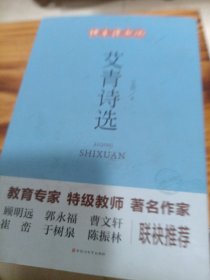 艾青诗选
AIQING
SHIXUAN
教育专家 特级教师 著名作家
顾明远 郭永福 曹文轩
崔峦 于树泉 陈振林
联袂推荐